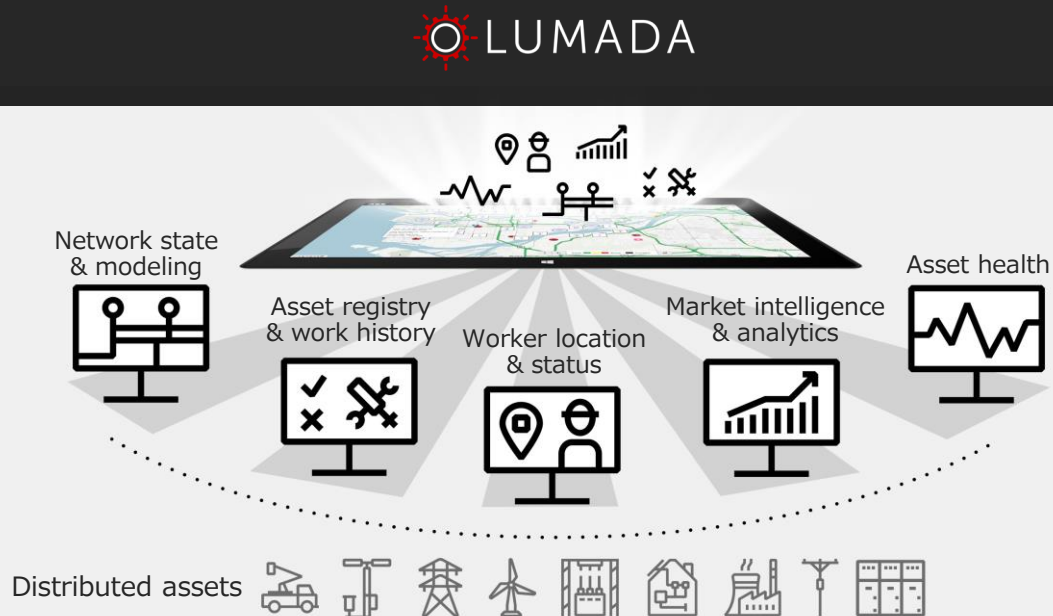 LUMADA
Network state
& modeling
Asset registry
& work history
Worker location
& status
Market intelligence
& analytics
Asset health
Distributed assets